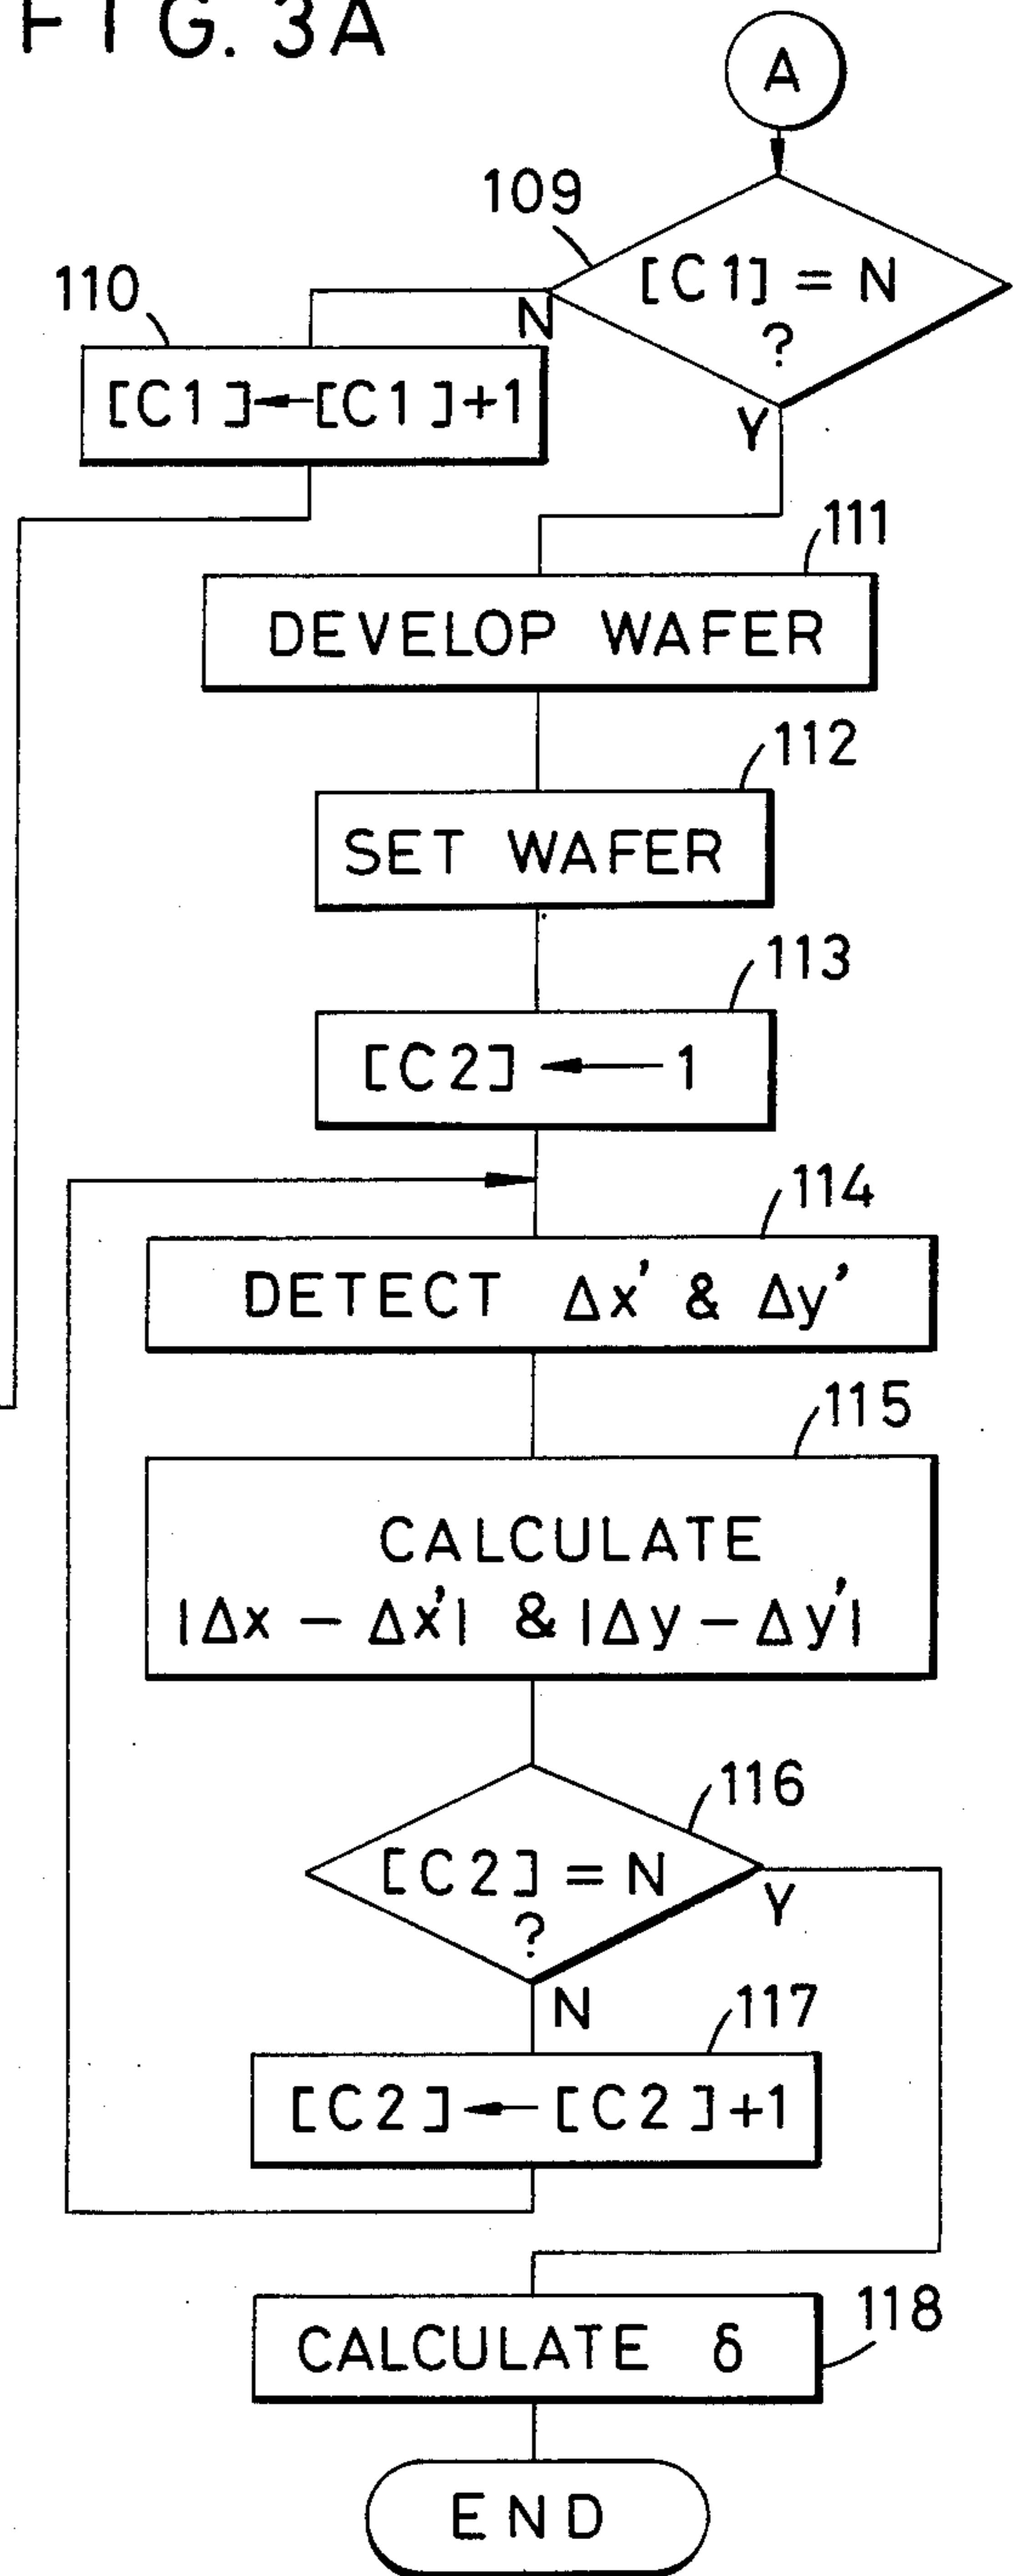 FIG. 3A
A
109
[C1] = N
?
N
Y
110
[C1]←[C1]+1
111
DEVELOP WAFER
112
SET WAFER
113
[C2] ← 1
114
DETECT Δx' & Δy'
115
CALCULATE
|Δx - Δx'| & |Δy - Δy'|
116
[C2] = N
?
Y
N
117
[C2] ← [C2]+1
118
CALCULATE δ
END